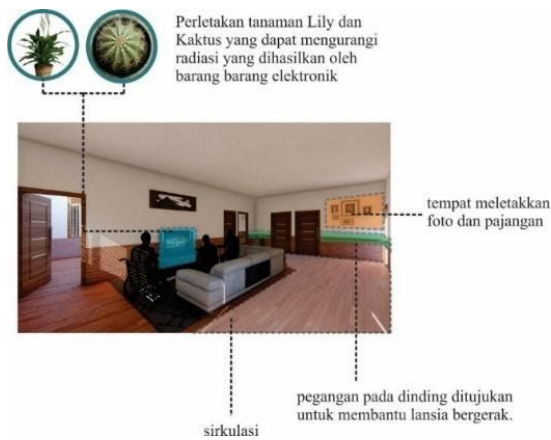 Perletakan tanaman Lily dan
Kaktus yang dapat mengurangi
radiasi yang dihasilkan oleh
barang barang elektronik
tempat meletakkan
foto dan pajangan
pegangan pada dinding ditujukan
untuk membantu lansia bergerak.
sirkulasi